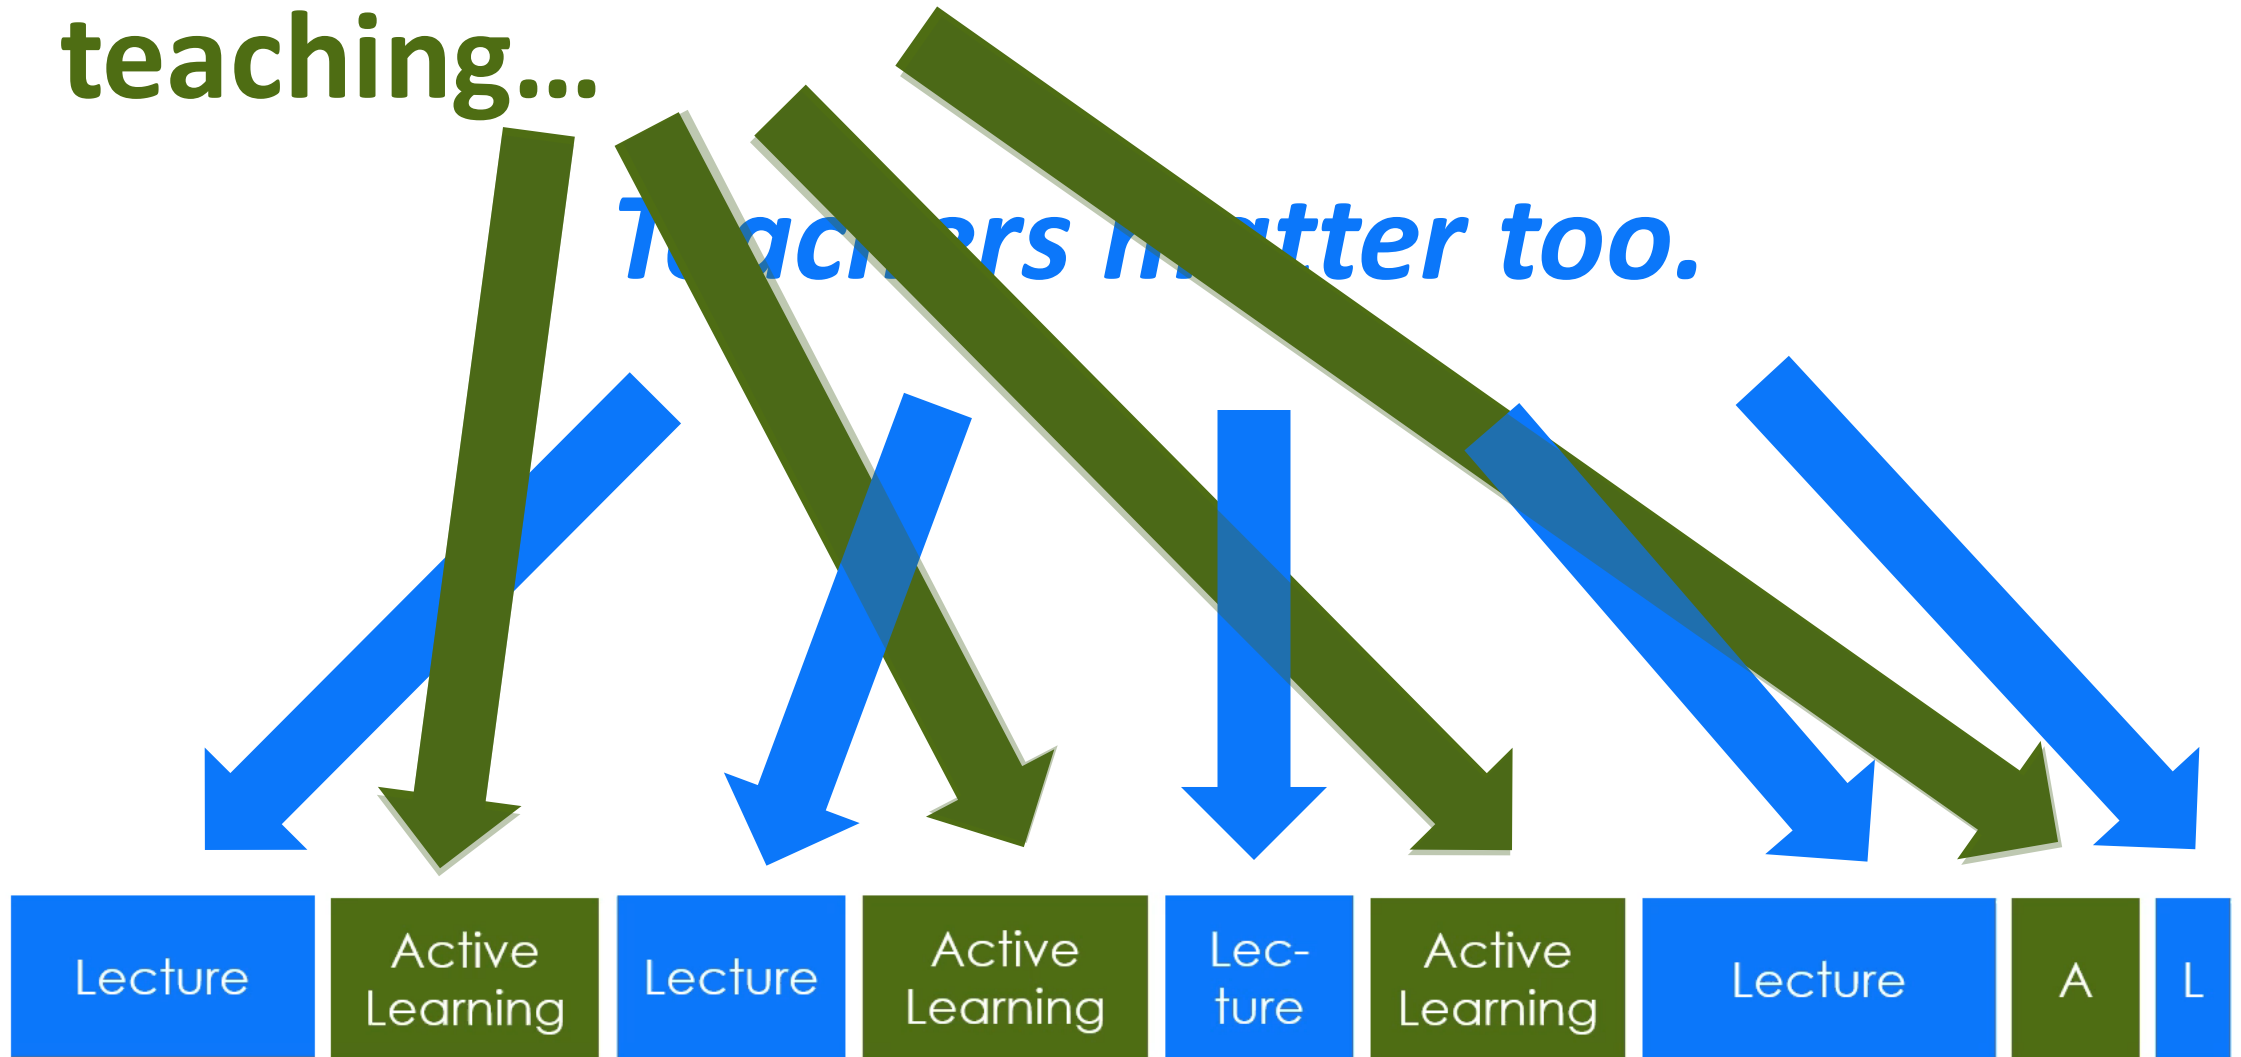 teaching...
Teachers matter too.
Lecture
Active
Learning
Lecture
Active
Learning
Lec-
ture
Active
Learning
Lecture
A
L